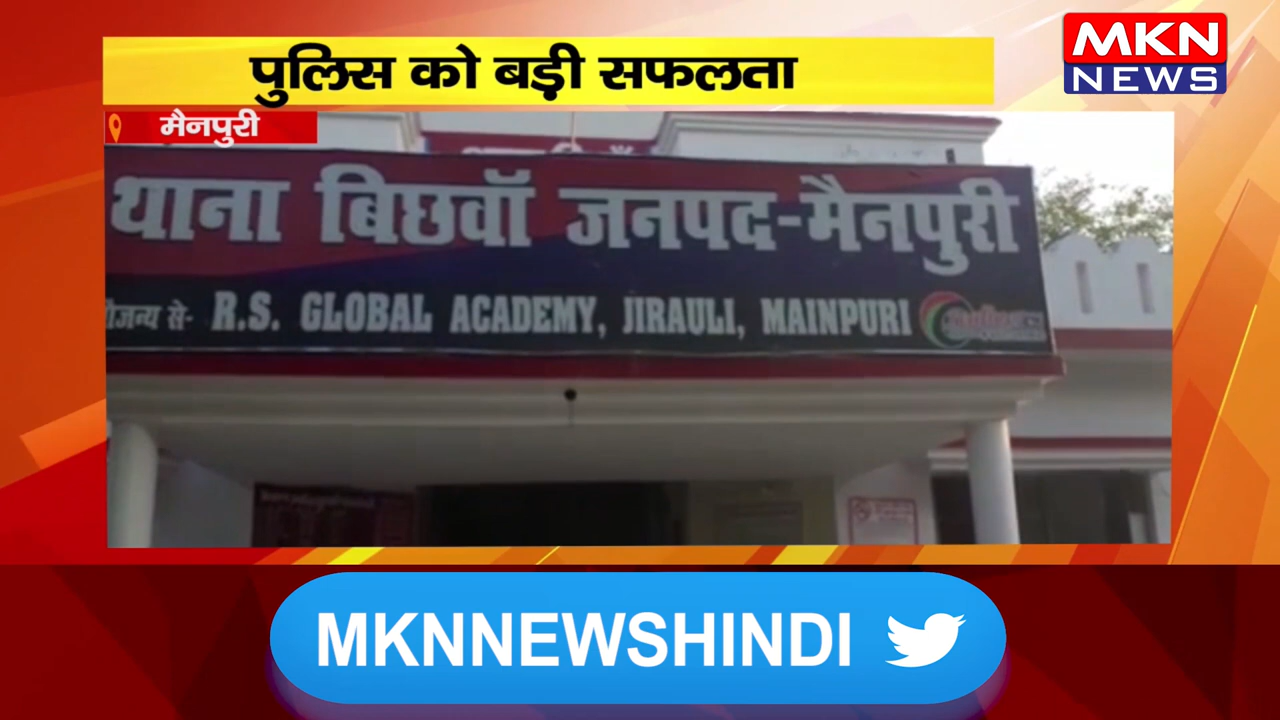 पुलिस को बड़ी सफलता
MKN
NEWS
मैनपुरी
थाना बिछवॉ जनपद-मैनपुरी
से- R.S. GLOBAL ACADEMY, JIRAULI, MAINPURI
MKNNEWSHINDI